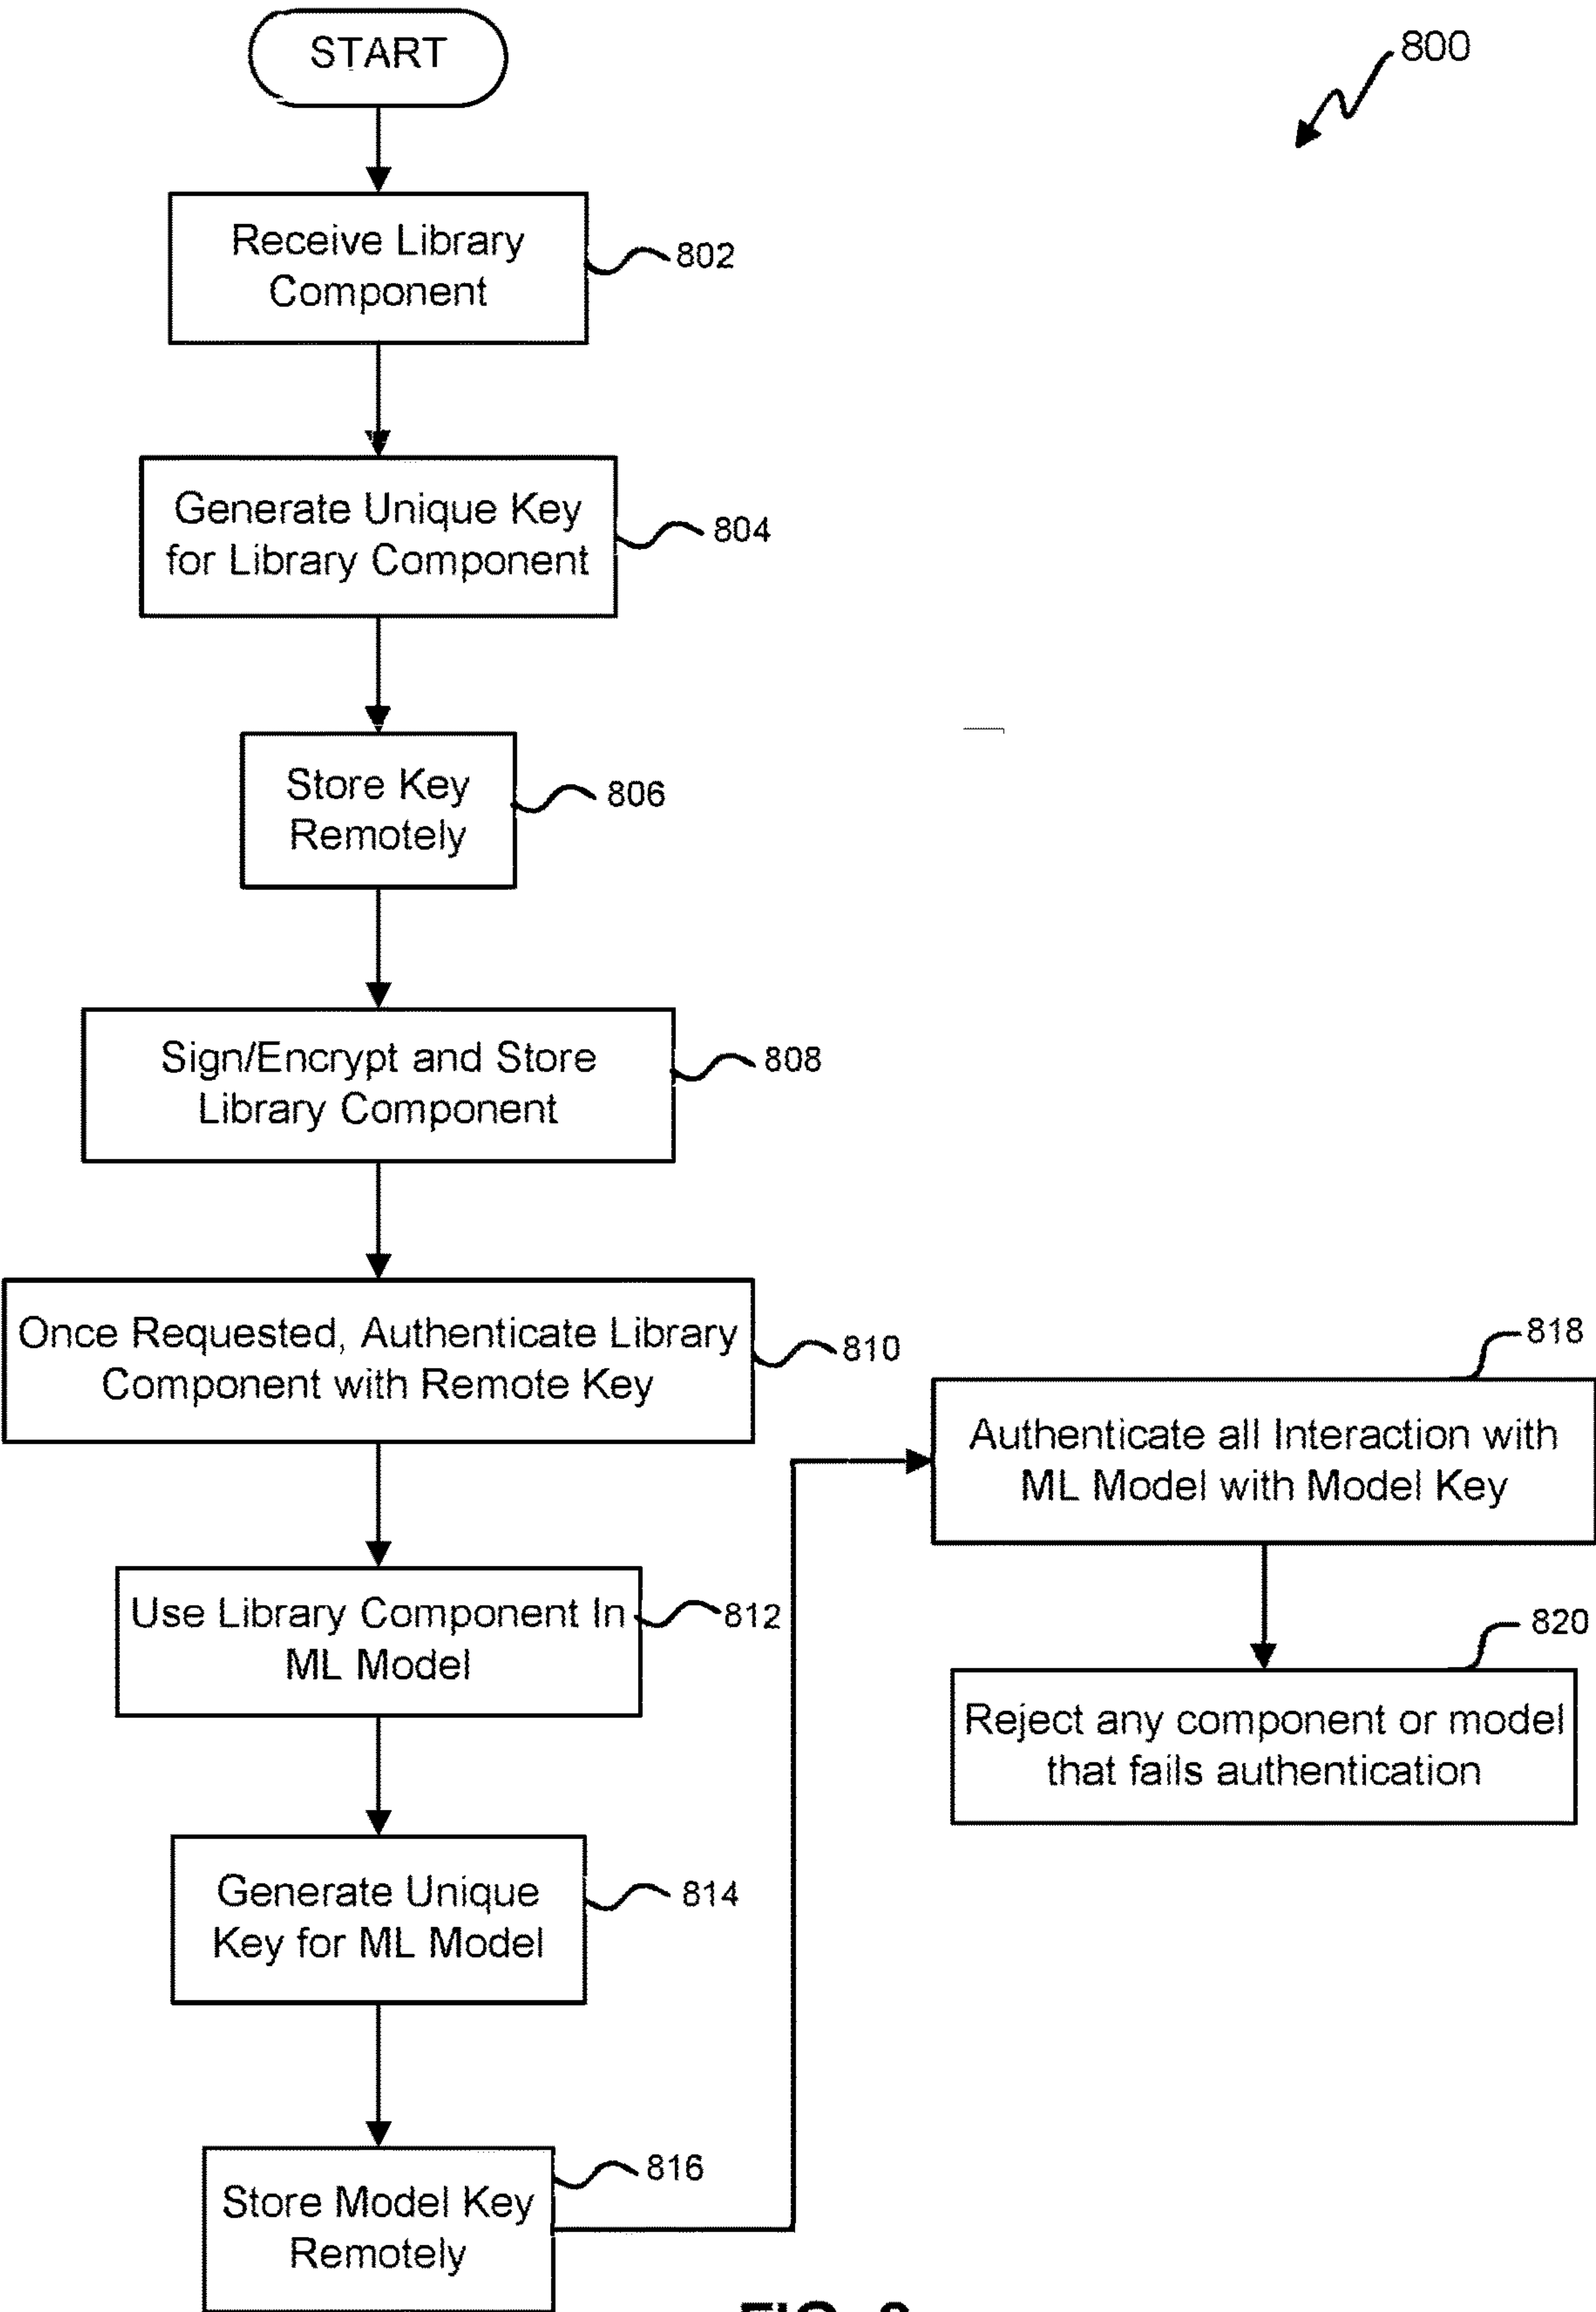 START
800
Receive Library
Component
802
Generate Unique Key
for Library Component
804
Store Key
Remotely
806
Sign/Encrypt and Store
Library Component
808
Once Requested, Authenticate Library
Component with Remote Key
810
Use Library Component In
ML Model
812
Generate Unique
Key for ML Model
814
Store Model Key
Remotely
816
818
Authenticate all Interaction with
ML Model with Model Key
820
Reject any component or model
that fails authentication